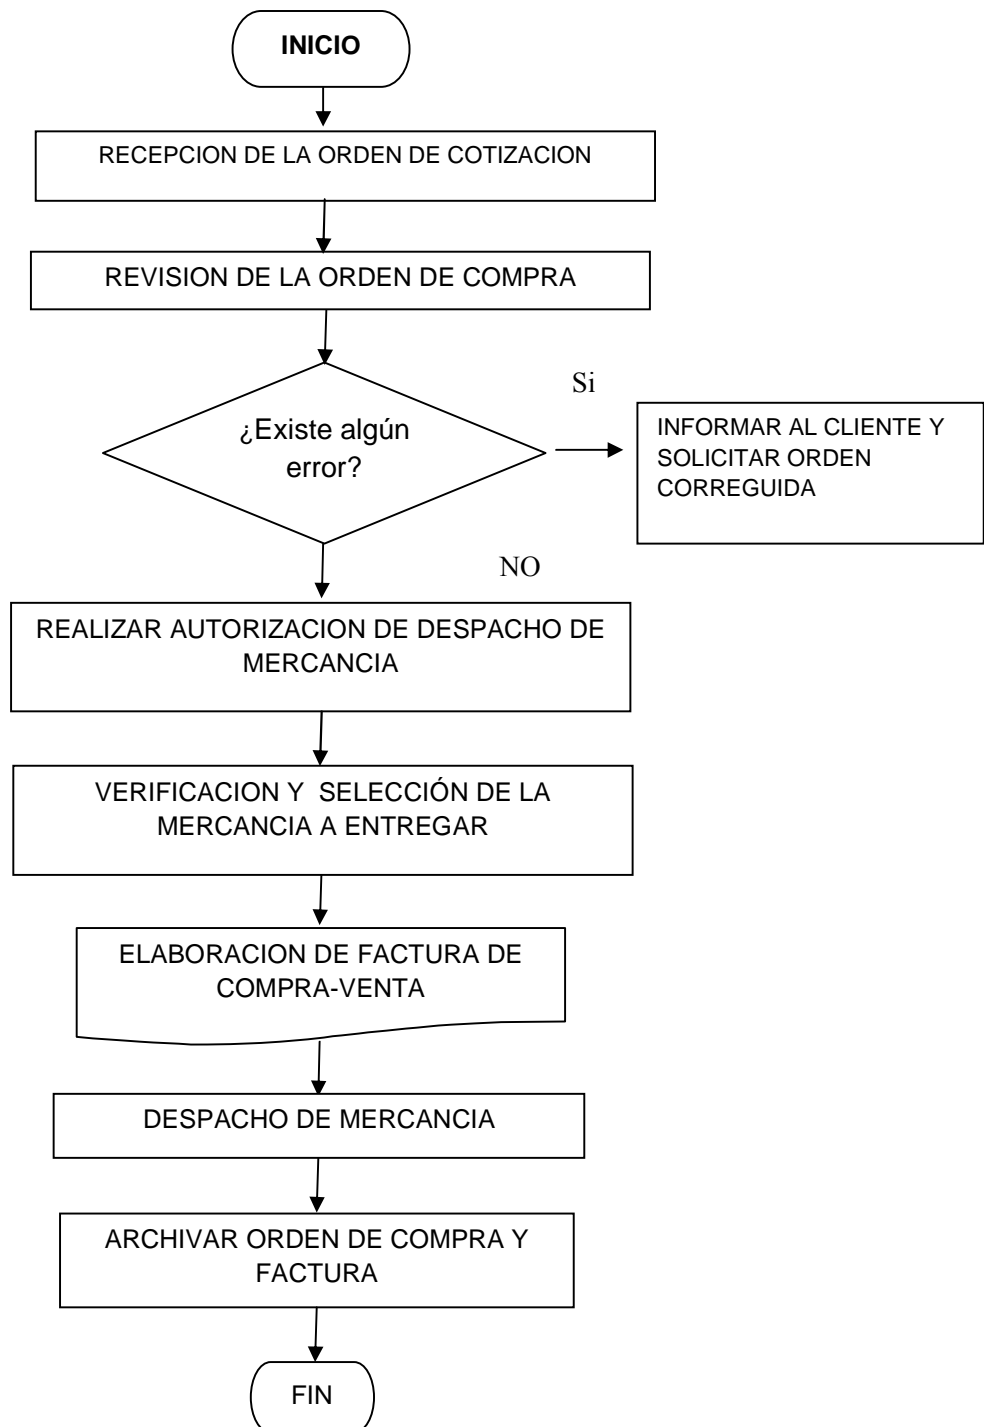 INICIO
RECEPCION DE LA ORDEN DE COTIZACION
REVISION DE LA ORDEN DE COMPRA
¿Existe algún
error?
Si
INFORMAR AL CLIENTE Y
SOLICITAR ORDEN
CORREGUIDA
NO
REALIZAR AUTORIZACION DE DESPACHO DE
MERCANCIA
VERIFICACION Y SELECCIÓN DE LA
MERCANCIA A ENTREGAR
ELABORACION DE FACTURA DE
COMPRA-VENTA
DESPACHO DE MERCANCIA
ARCHIVAR ORDEN DE COMPRA Y
FACTURA
FIN